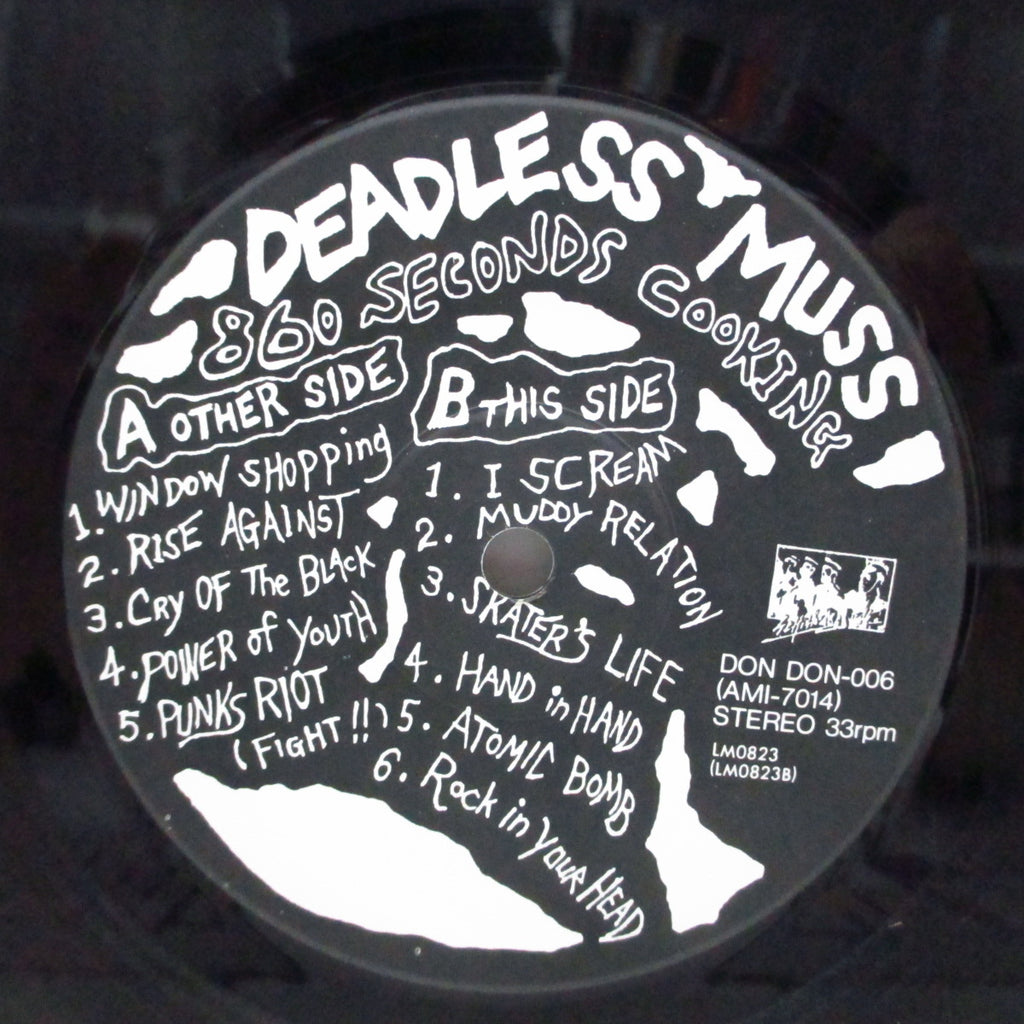 DEADLESS MUSS
860 SECONDS COOKING
A OTHER SIDE
1. WINDOW SHOPPING
2. RISE AGAINST
3. CRY OF The BLACK
4. POWER of YOUTH
5. PUNKS RIOT
(FIGHT!!)
B THIS SIDE
1. I SCREAM
2. MUDDY RELATION
3. SKATER'S LIFE
4. HAND in HAND
5. ATOMIC BOMB
6. Rock in your HEAD
DON DON-006
(AMI-7014)
STEREO 33rpm
LM0823
(LM0823B)